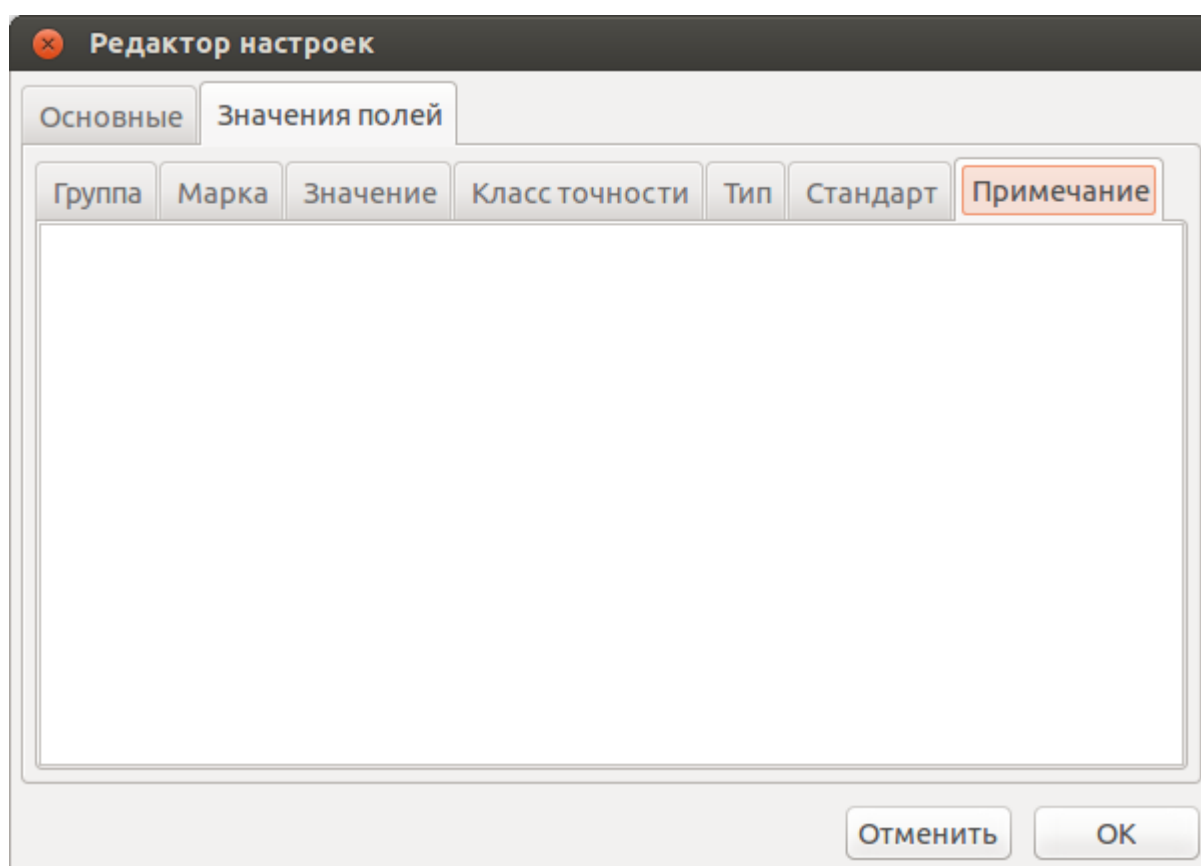 Редактор настроек
Основные Значения полей
Группа Марка Значение Класс точности Тип Стандарт Примечание
Отменить OK